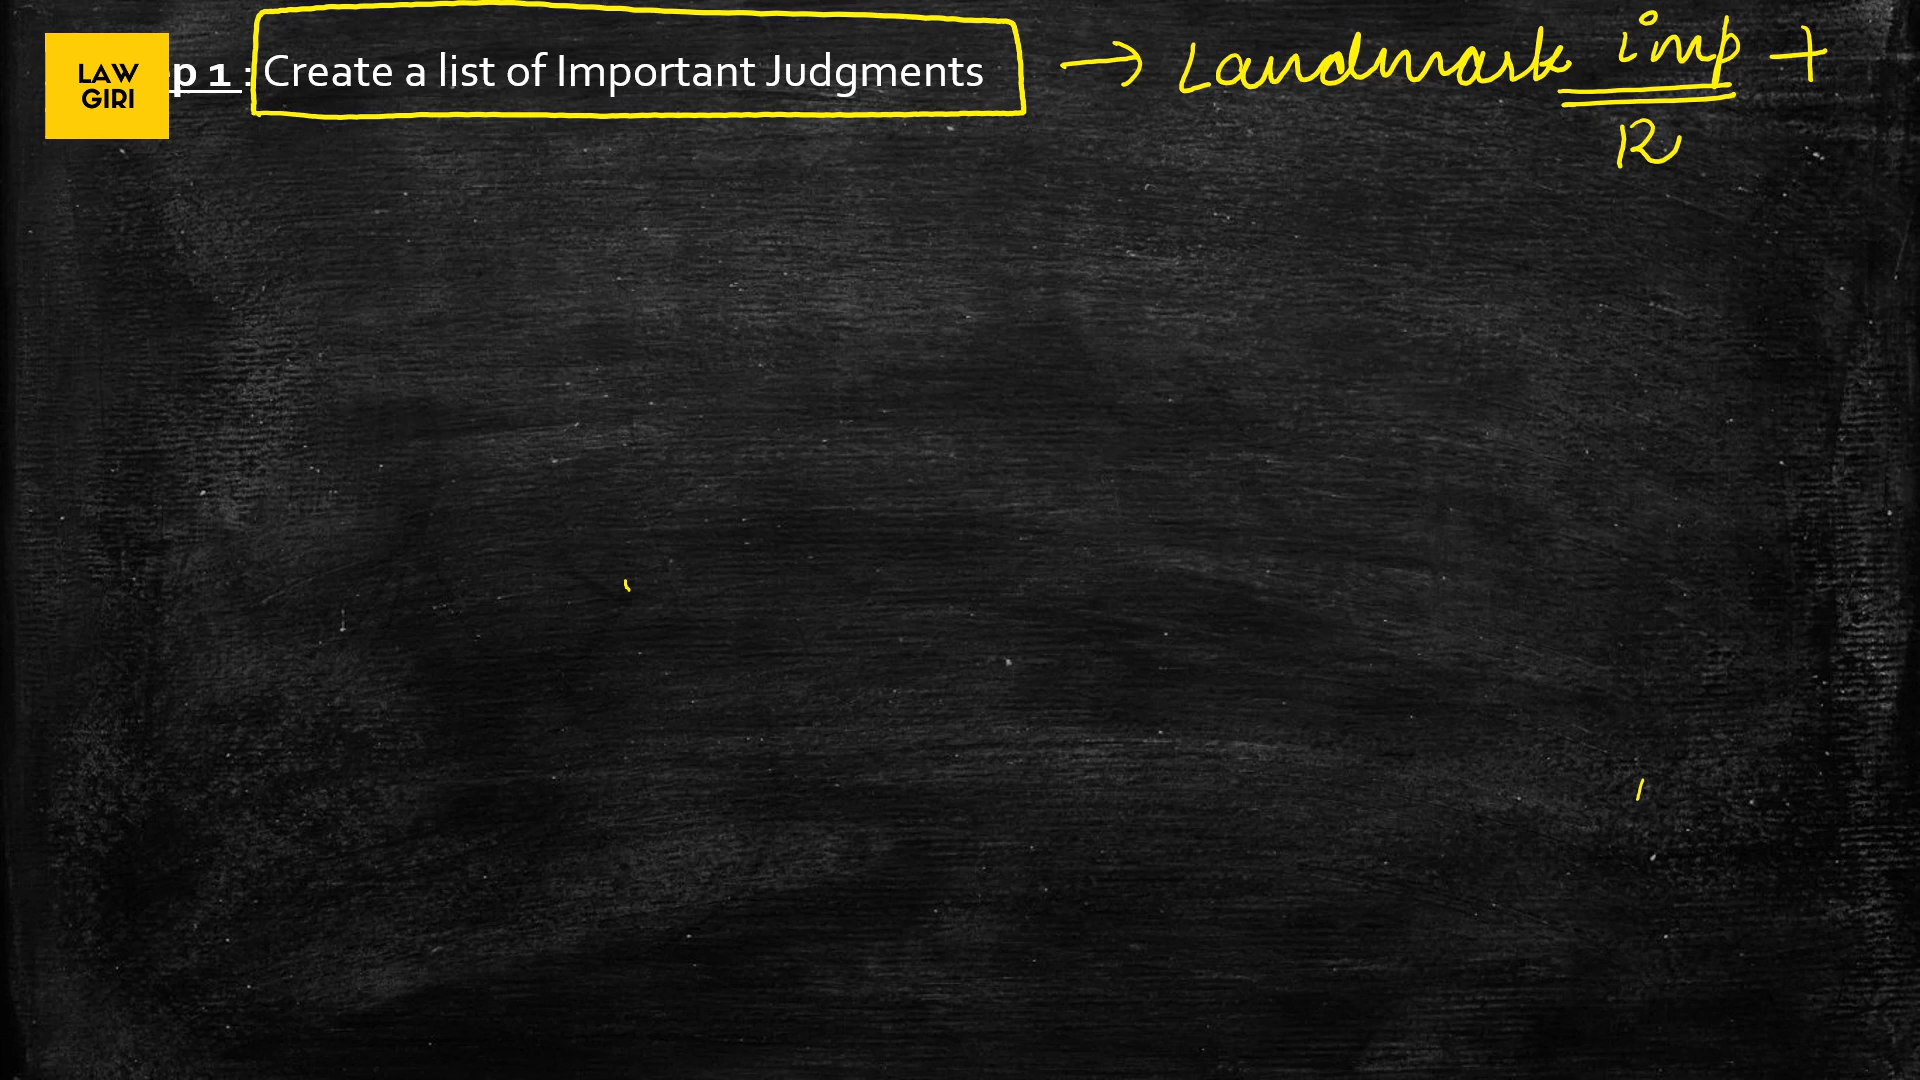 LAW
GIRI
p 1 : Create a list of Important Judgments → Landmark imp +
R